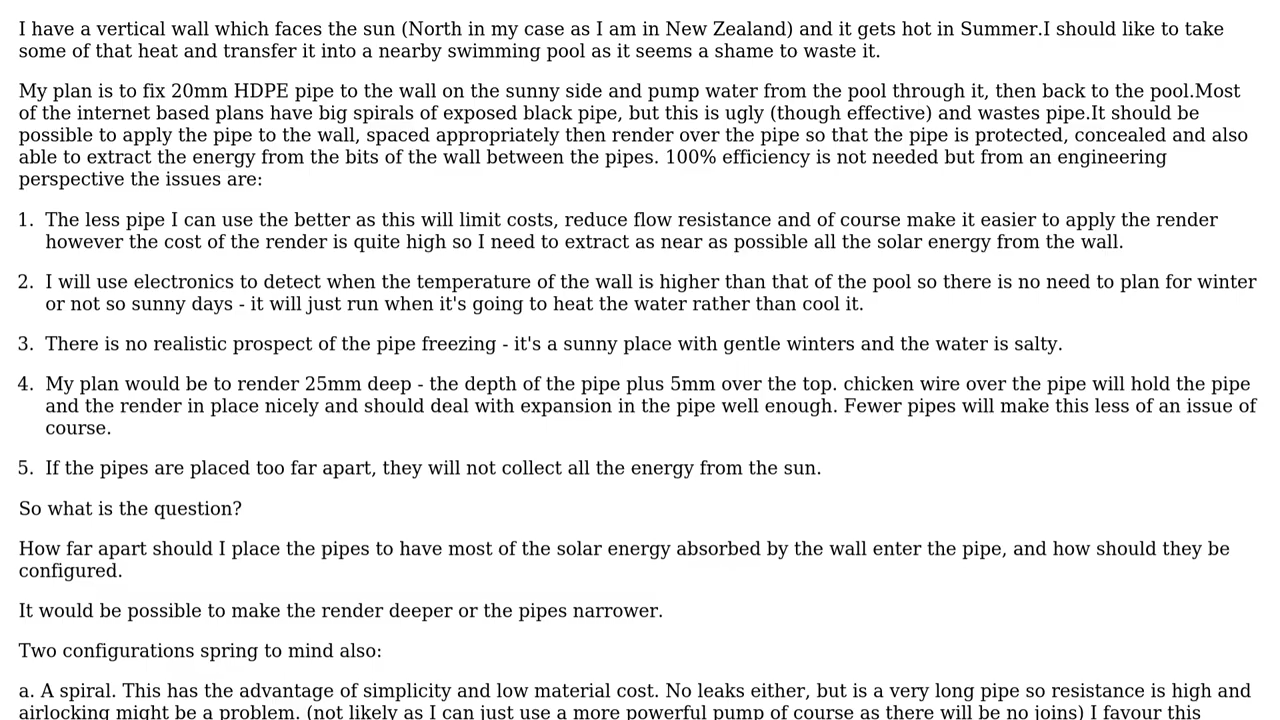 I have a vertical wall which faces the sun (North in my case as I am in New Zealand) and it gets hot in Summer.I should like to take
some of that heat and transfer it into a nearby swimming pool as it seems a shame to waste it.
My plan is to fix 20mm HDPE pipe to the wall on the sunny side and pump water from the pool through it, then back to the pool.Most
of the internet based plans have big spirals of exposed black pipe, but this is ugly (though effective) and wastes pipe.It should be
possible to apply the pipe to the wall, spaced appropriately then render over the pipe so that the pipe is protected, concealed and also
able to extract the energy from the bits of the wall between the pipes. 100% efficiency is not needed but from an engineering
perspective the issues are:
1. The less pipe I can use the better as this will limit costs, reduce flow resistance and of course make it easier to apply the render
however the cost of the render is quite high so I need to extract as near as possible all the solar energy from the wall.
2. I will use electronics to detect when the temperature of the wall is higher than that of the pool so there is no need to plan for winter
or not so sunny days - it will just run when it's going to heat the water rather than cool it.
3. There is no realistic prospect of the pipe freezing - it's a sunny place with gentle winters and the water is salty.
4. My plan would be to render 25mm deep - the depth of the pipe plus 5mm over the top. chicken wire over the pipe will hold the pipe
and the render in place nicely and should deal with expansion in the pipe well enough. Fewer pipes will make this less of an issue of
course.
5. If the pipes are placed too far apart, they will not collect all the energy from the sun.
So what is the question?
How far apart should I place the pipes to have most of the solar energy absorbed by the wall enter the pipe, and how should they be
configured.
It would be possible to make the render deeper or the pipes narrower.
Two configurations spring to mind also:
a. A spiral. This has the advantage of simplicity and low material cost. No leaks either, but is a very long pipe so resistance is high and
airlocking might be a problem. (not likely as I can just use a more powerful pump of course as there will be no joins) I favour this